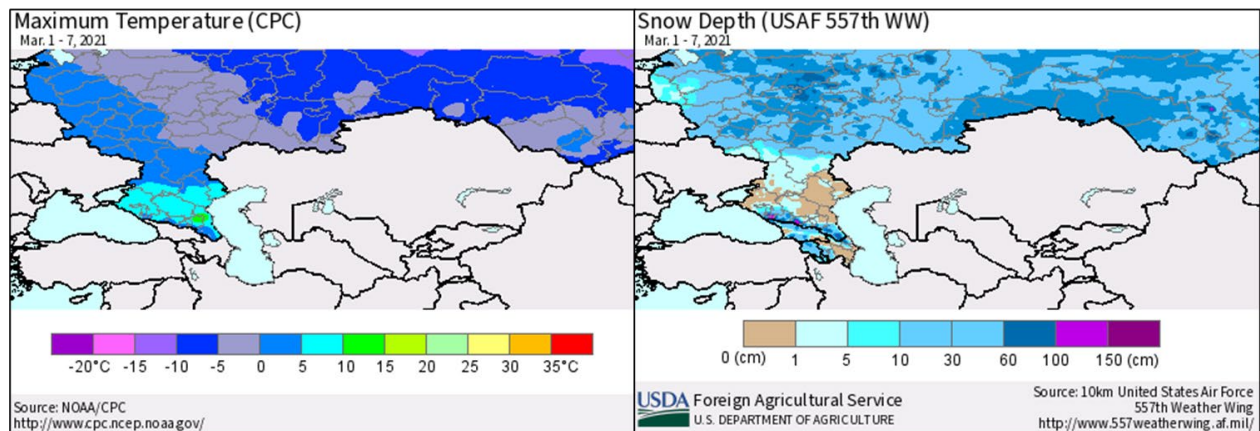 Maximum Temperature (CPC)
Mar. 1 - 7, 2021
-20°C -15 -10 -5 0 5 10 15 20 25 30 35°C
Source: NOAA/CPC
http://www.cpc.ncep.noaa.gov/
Snow Depth (USAF 557th WW)
Mar. 1 - 7, 2021
0 (cm) 1 5 10 30 60 100 150 (cm)
USDA Foreign Agricultural Service
U.S. DEPARTMENT OF AGRICULTURE
Source: 10km United States Air Force
557th Weather Wing
http://www.557weatherwing.af.mil/